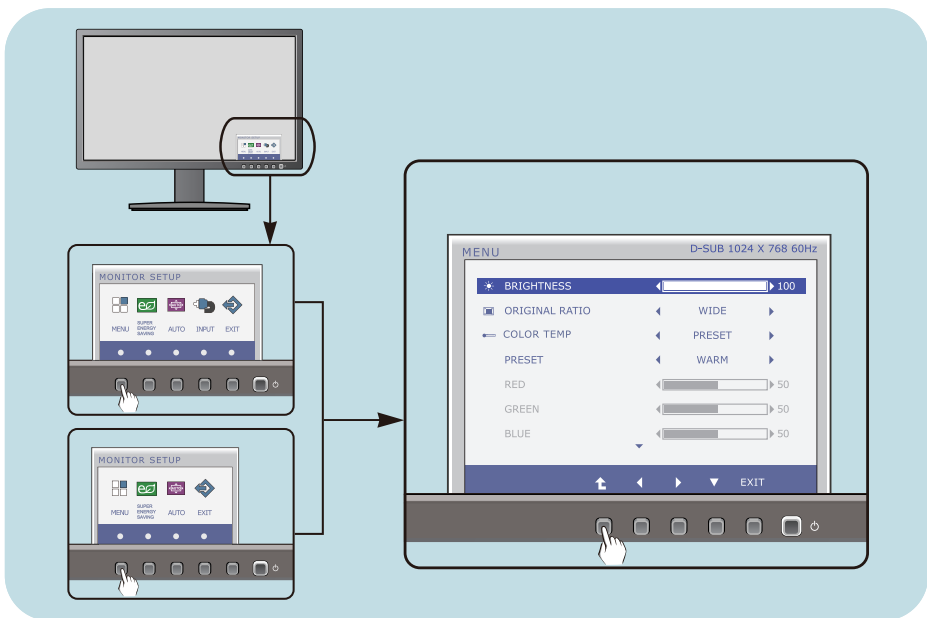 MONITOR SETUP
MENU
SUPER
ENERGY
SAVING
AUTO
INPUT
EXIT
MONITOR SETUP
MENU
SUPER
ENERGY
SAVING
AUTO
EXIT
MENU
D-SUB 1024 X 768 60Hz
BRIGHTNESS 100
ORIGINAL RATIO WIDE
COLOR TEMP PRESET
PRESET WARM
RED 50
GREEN 50
BLUE 50
EXIT